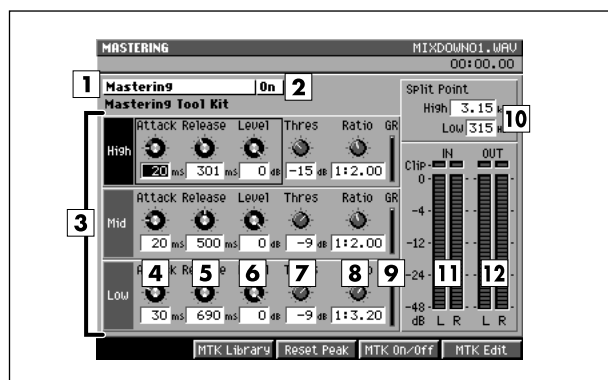 MASTERING MIXDOWN01.WAV
00:00.00
1 Mastering On 2
Mastering Tool Kit
Split Point
High 3.15 k 10
Low 315 H
3
High Attack Release Level Thres Ratio GR
20 ms 301 ms 0 dB -15 dB 1:2.00
Mid Attack Release Level Thres Ratio GR
20 ms 500 ms 0 dB -9 dB 1:2.00
Low 4 5 6 7 8 9
30 ms 690 ms 0 dB -9 dB 1:3.20
IN OUT
Clip
0
-4
-12
-24 11 12
-48
dB L R L R
MTK Library Reset Peak MTK On/Off MTK Edit